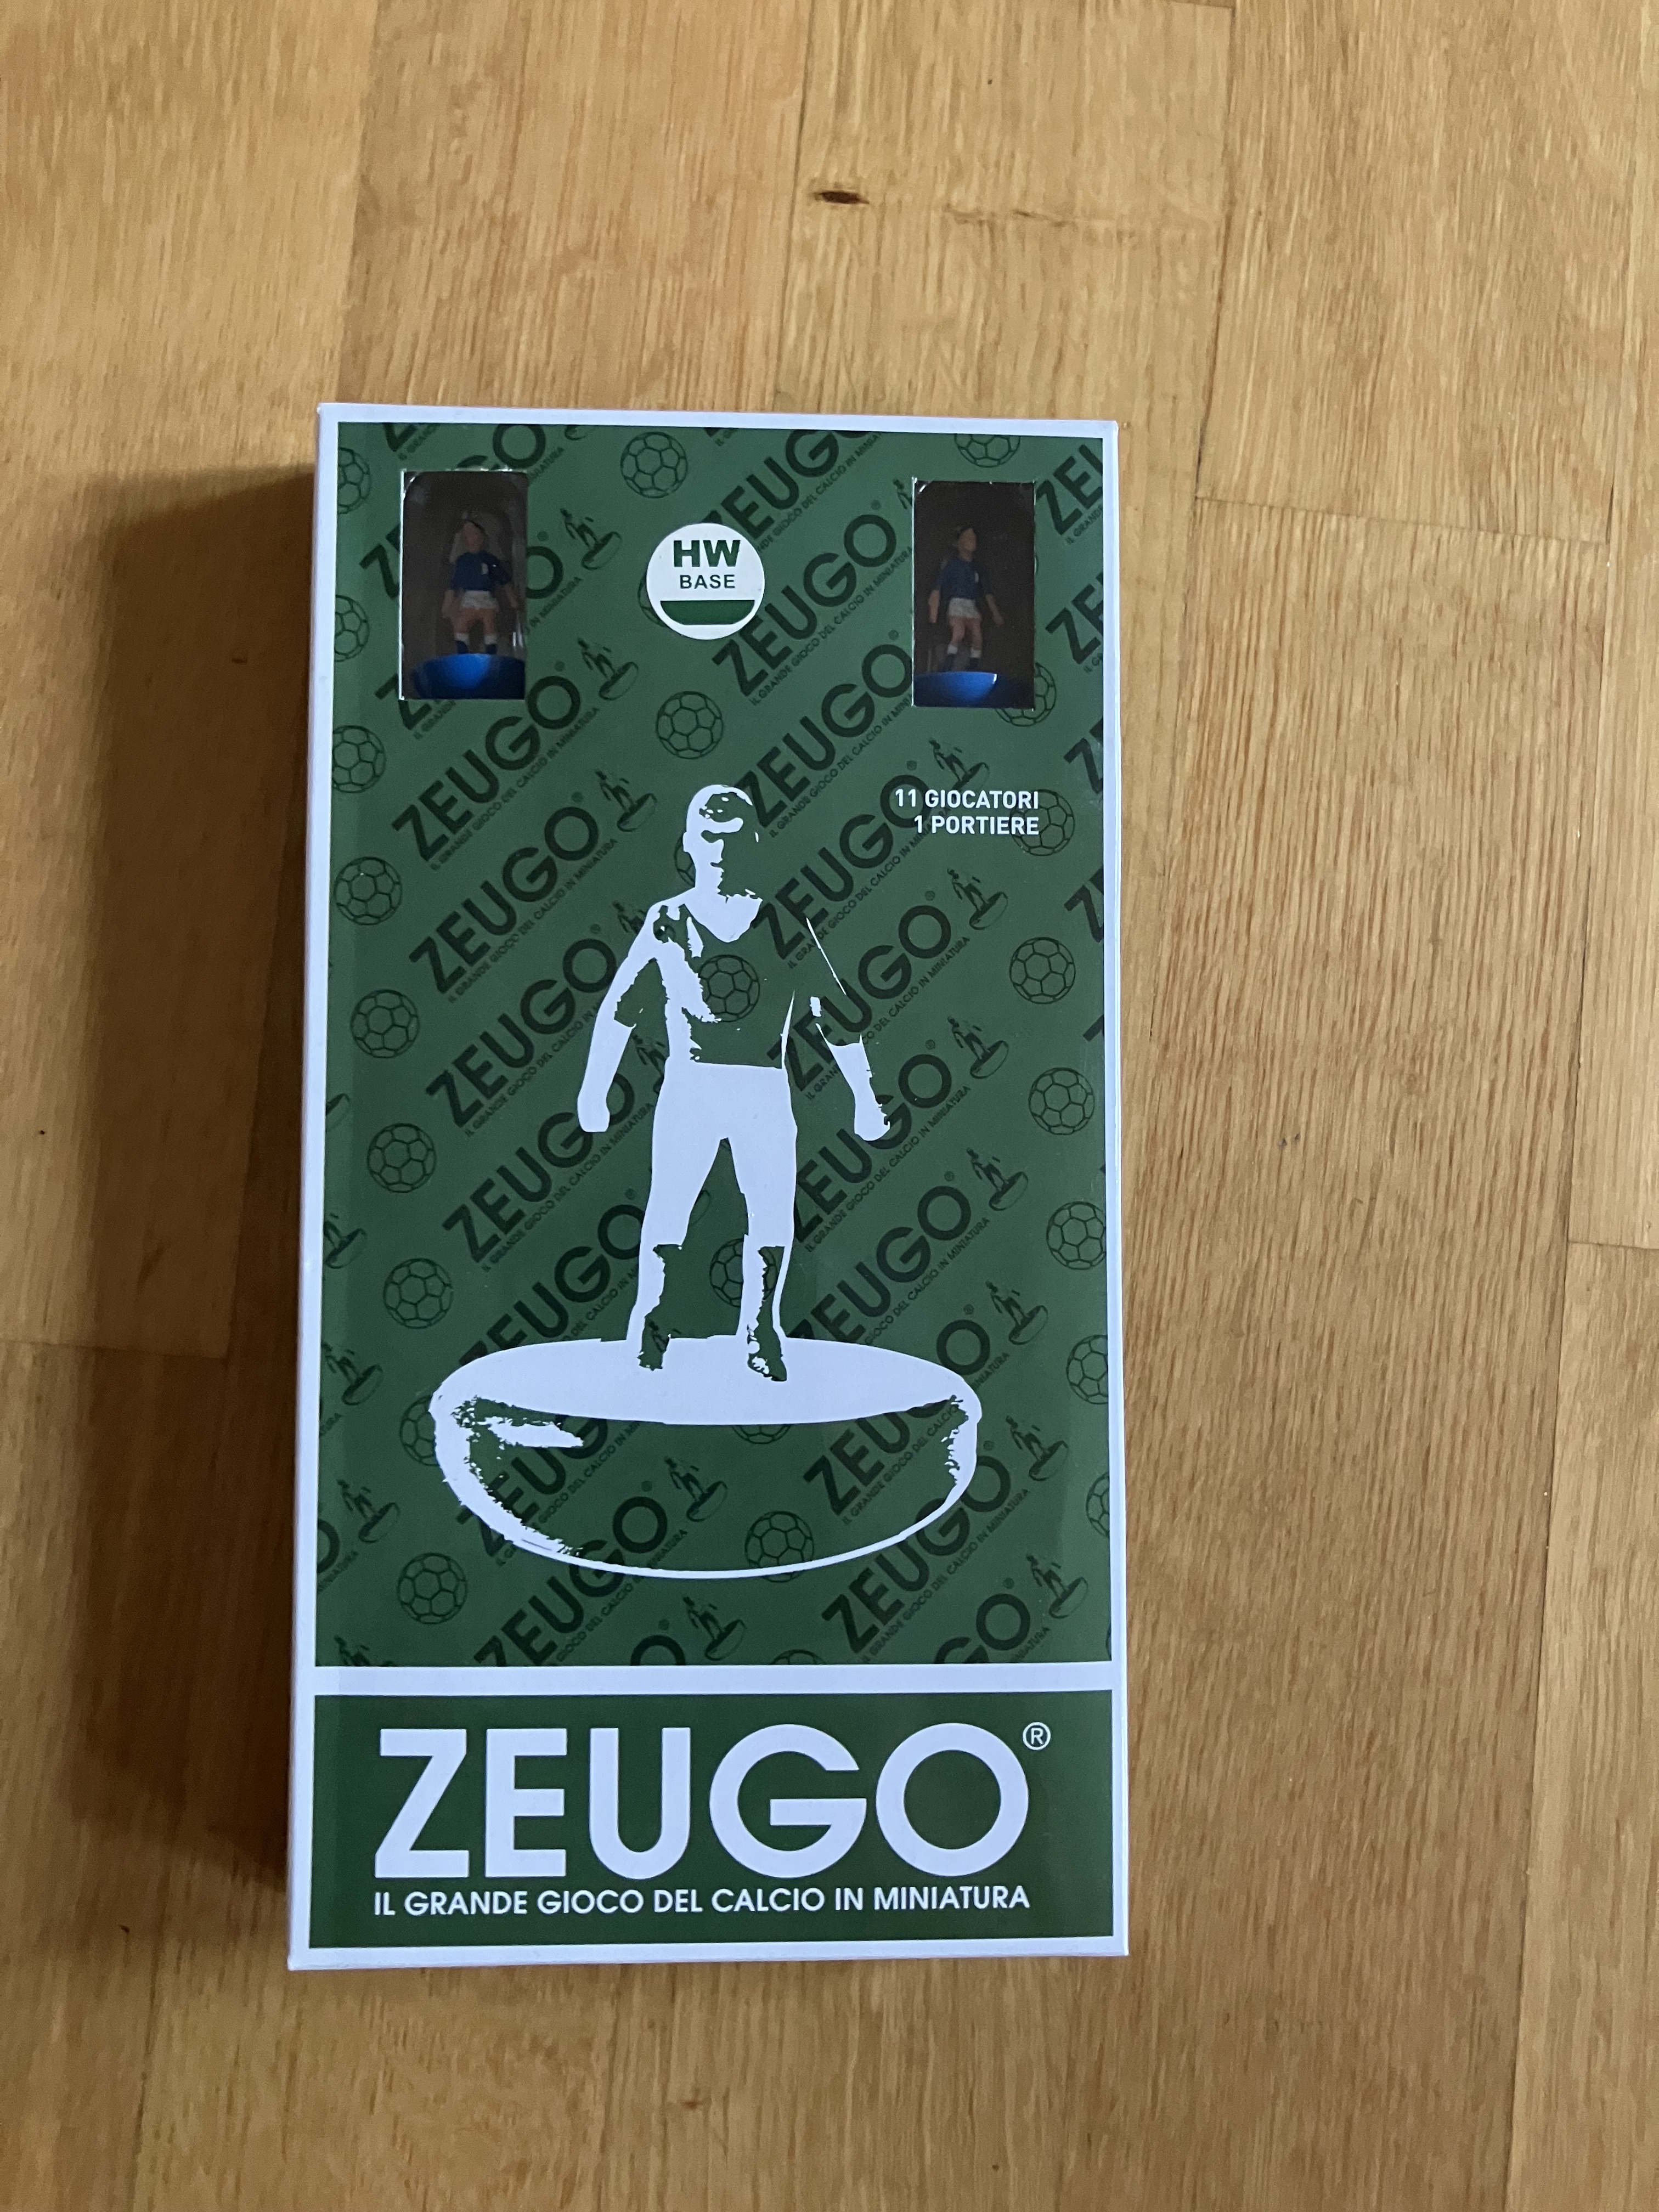 HW
BASE
11 GIOCATORI
1 PORTIERE
ZEUGO®
IL GRANDE GIOCO DEL CALCIO IN MINIATURA